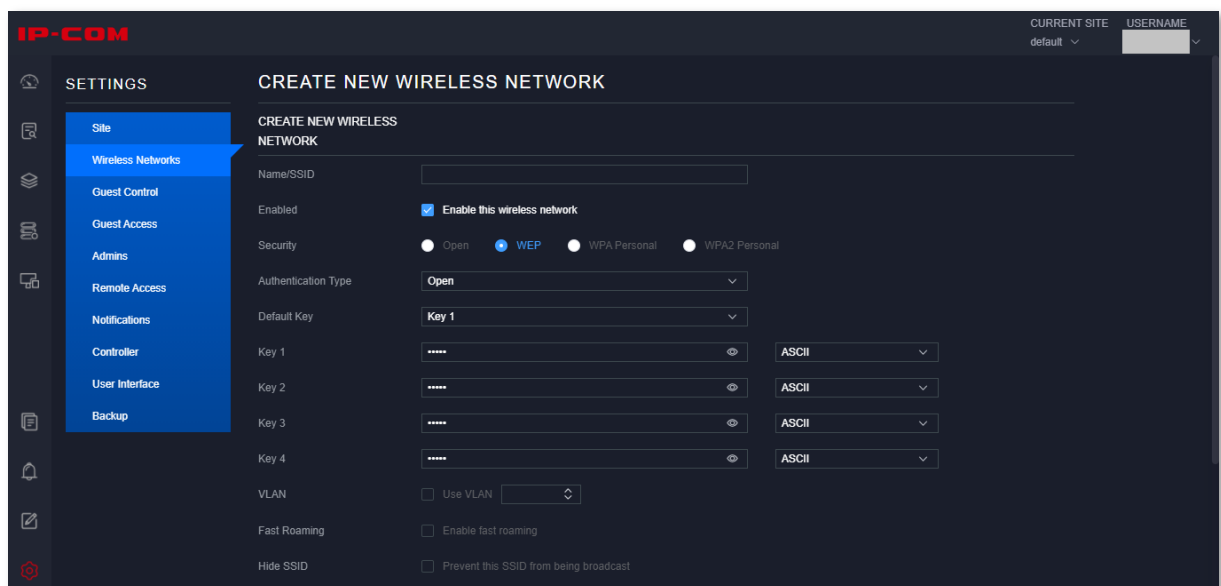 IP-COM
CURRENT SITE USERNAME
default
SETTINGS
Site
Wireless Networks
Guest Control
Guest Access
Admins
Remote Access
Notifications
Controller
User Interface
Backup
CREATE NEW WIRELESS NETWORK
CREATE NEW WIRELESS
NETWORK
Name/SSID
Enabled Enable this wireless network
Security Open WEP WPA Personal WPA2 Personal
Authentication Type Open
Default Key Key 1
Key 1 ••••• ASCII
Key 2 ••••• ASCII
Key 3 ••••• ASCII
Key 4 ••••• ASCII
VLAN Use VLAN
Fast Roaming Enable fast roaming
Hide SSID Prevent this SSID from being broadcast